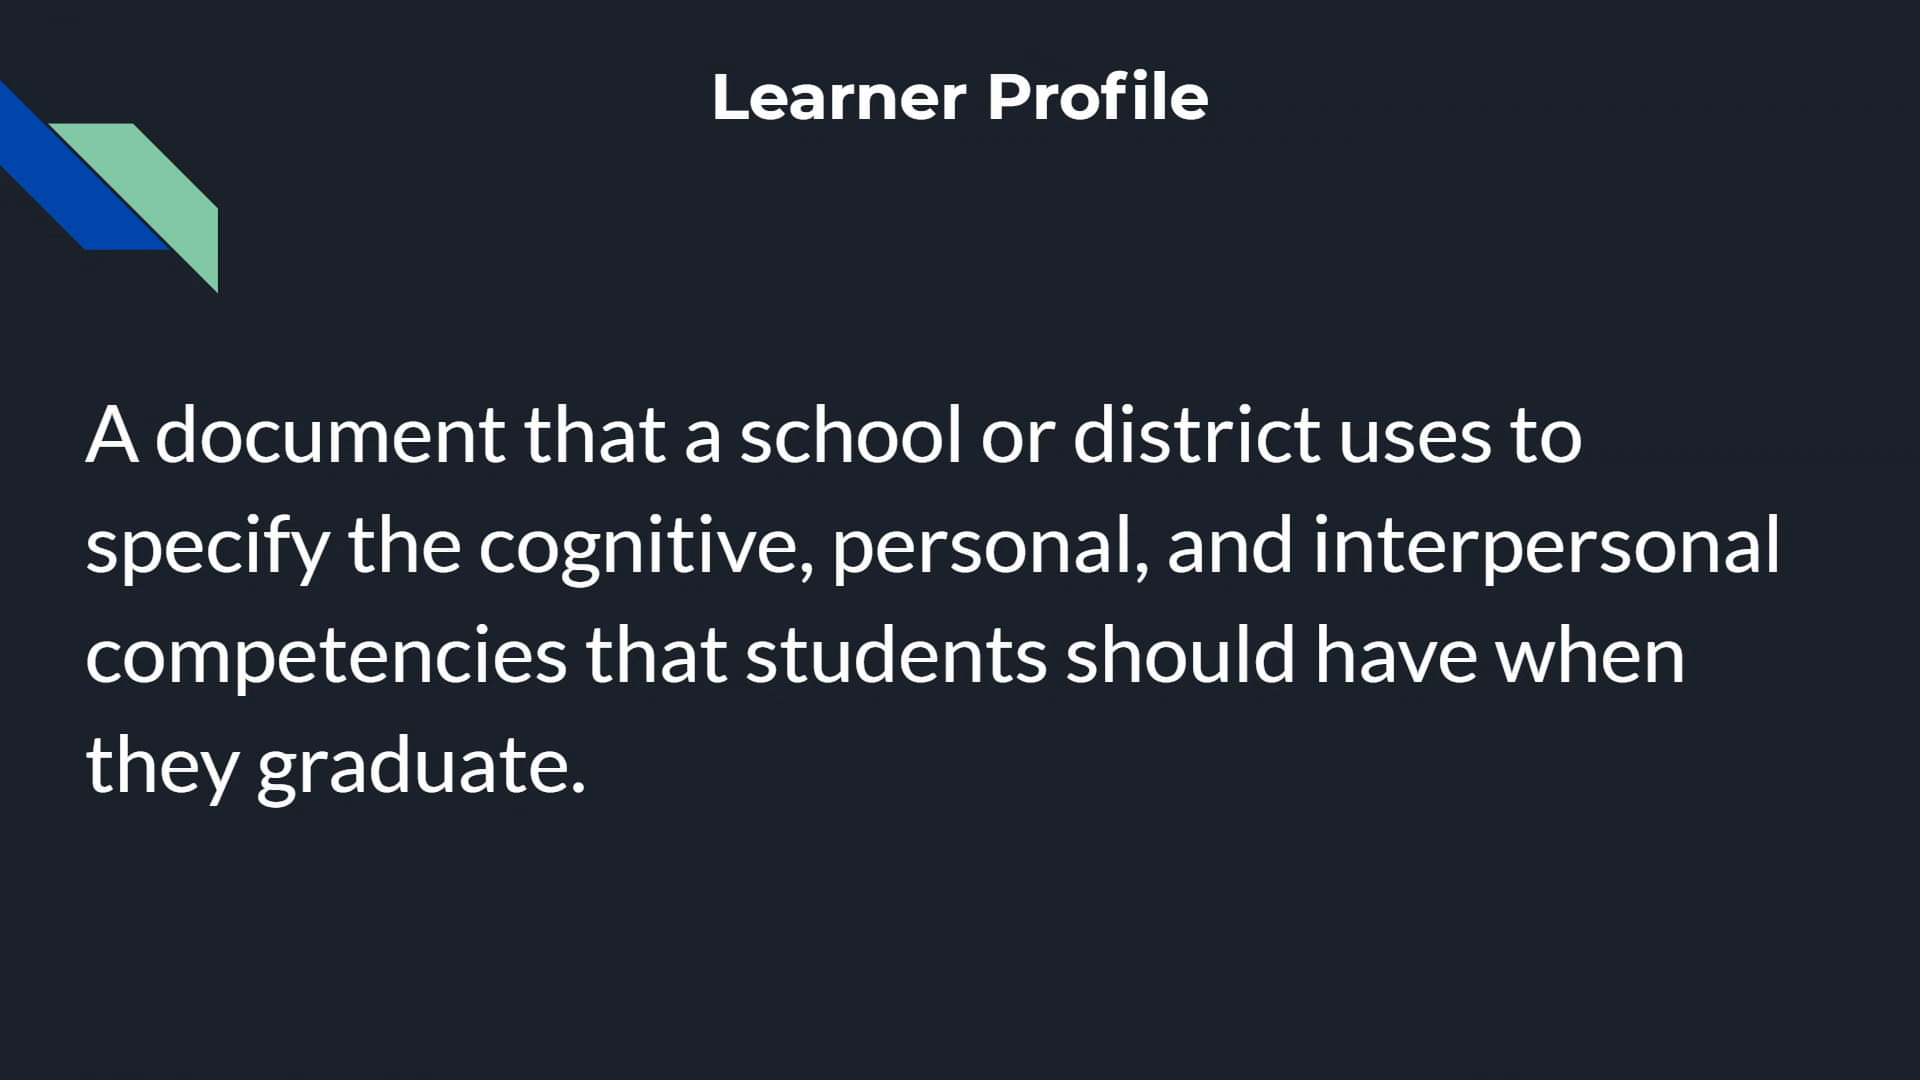 Learner Profile
A document that a school or district uses to
specify the cognitive, personal, and interpersonal
competencies that students should have when
they graduate.